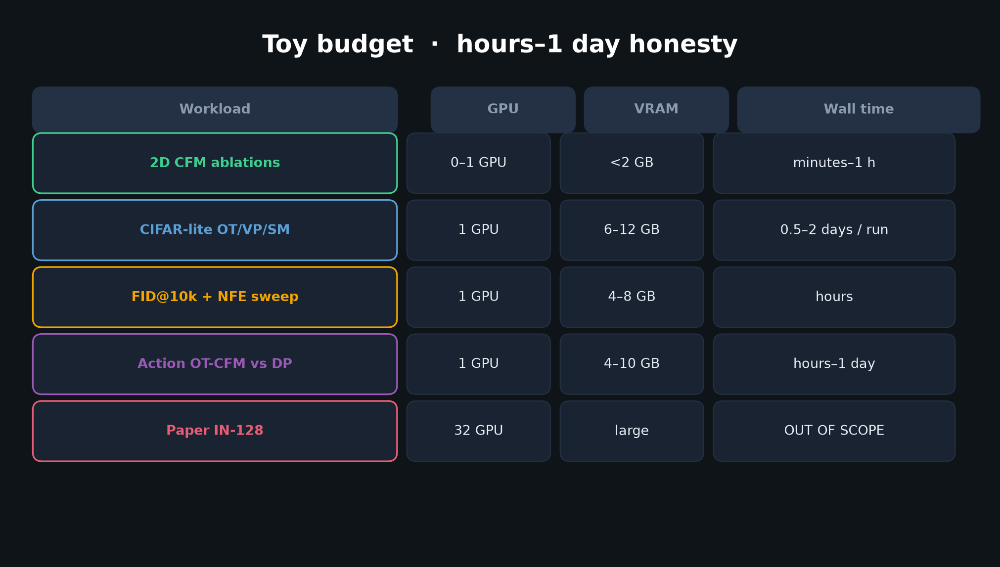 Toy budget · hours–1 day honesty
Workload GPU VRAM Wall time
2D CFM ablations 0–1 GPU <2 GB minutes–1 h
CIFAR-lite OT/VP/SM 1 GPU 6–12 GB 0.5–2 days / run
FID@10k + NFE sweep 1 GPU 4–8 GB hours
Action OT-CFM vs DP 1 GPU 4–10 GB hours–1 day
Paper IN-128 32 GPU large OUT OF SCOPE